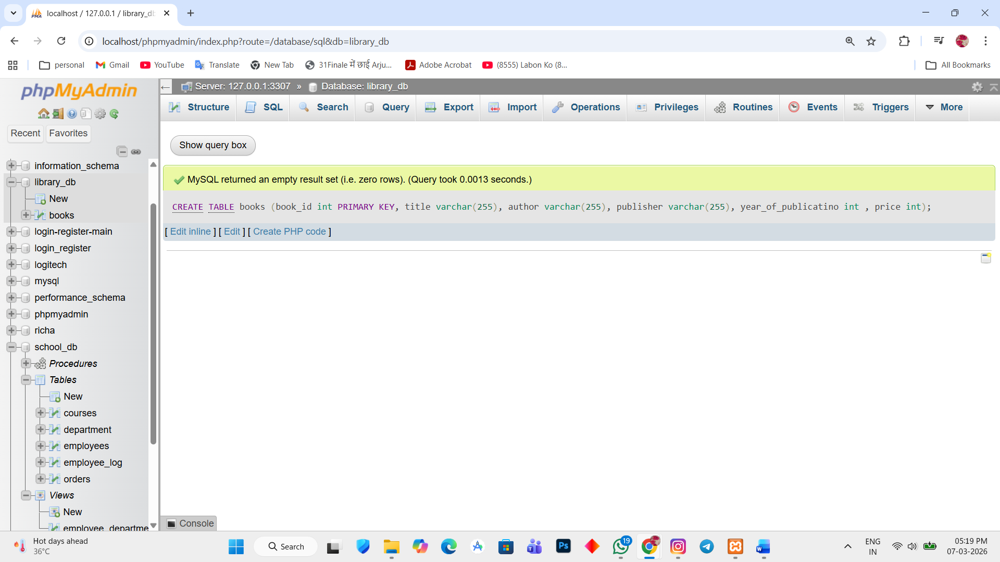 localhost / 127.0.0.1 / library_db
localhost/phpmyadmin/index.php?route=/database/sql&db=library_db
personal
Gmail
YouTube
Translate
New Tab
31Finale में छाई Arju...
Adobe Acrobat
(8555) Labon Ko (8...
All Bookmarks
phpMyAdmin
Recent
Favorites
information_schema
library_db
New
books
login-register-main
login_register
logitech
mysql
performance_schema
phpmyadmin
richa
school_db
Procedures
Tables
New
courses
department
employees
employee_log
orders
Views
New
employee_departme
Server: 127.0.0.1:3307 » Database: library_db
Structure
SQL
Search
Query
Export
Import
Operations
Privileges
Routines
Events
Triggers
More
Show query box
MySQL returned an empty result set (i.e. zero rows). (Query took 0.0013 seconds.)
CREATE TABLE books (book_id int PRIMARY KEY, title varchar(255), author varchar(255), publisher varchar(255), year_of_publicatino int , price int);
[ Edit inline ] [ Edit ] [ Create PHP code ]
Console
Hot days ahead
36°C
Search
Ps
19
ENG
IN
05:19 PM
07-03-2026